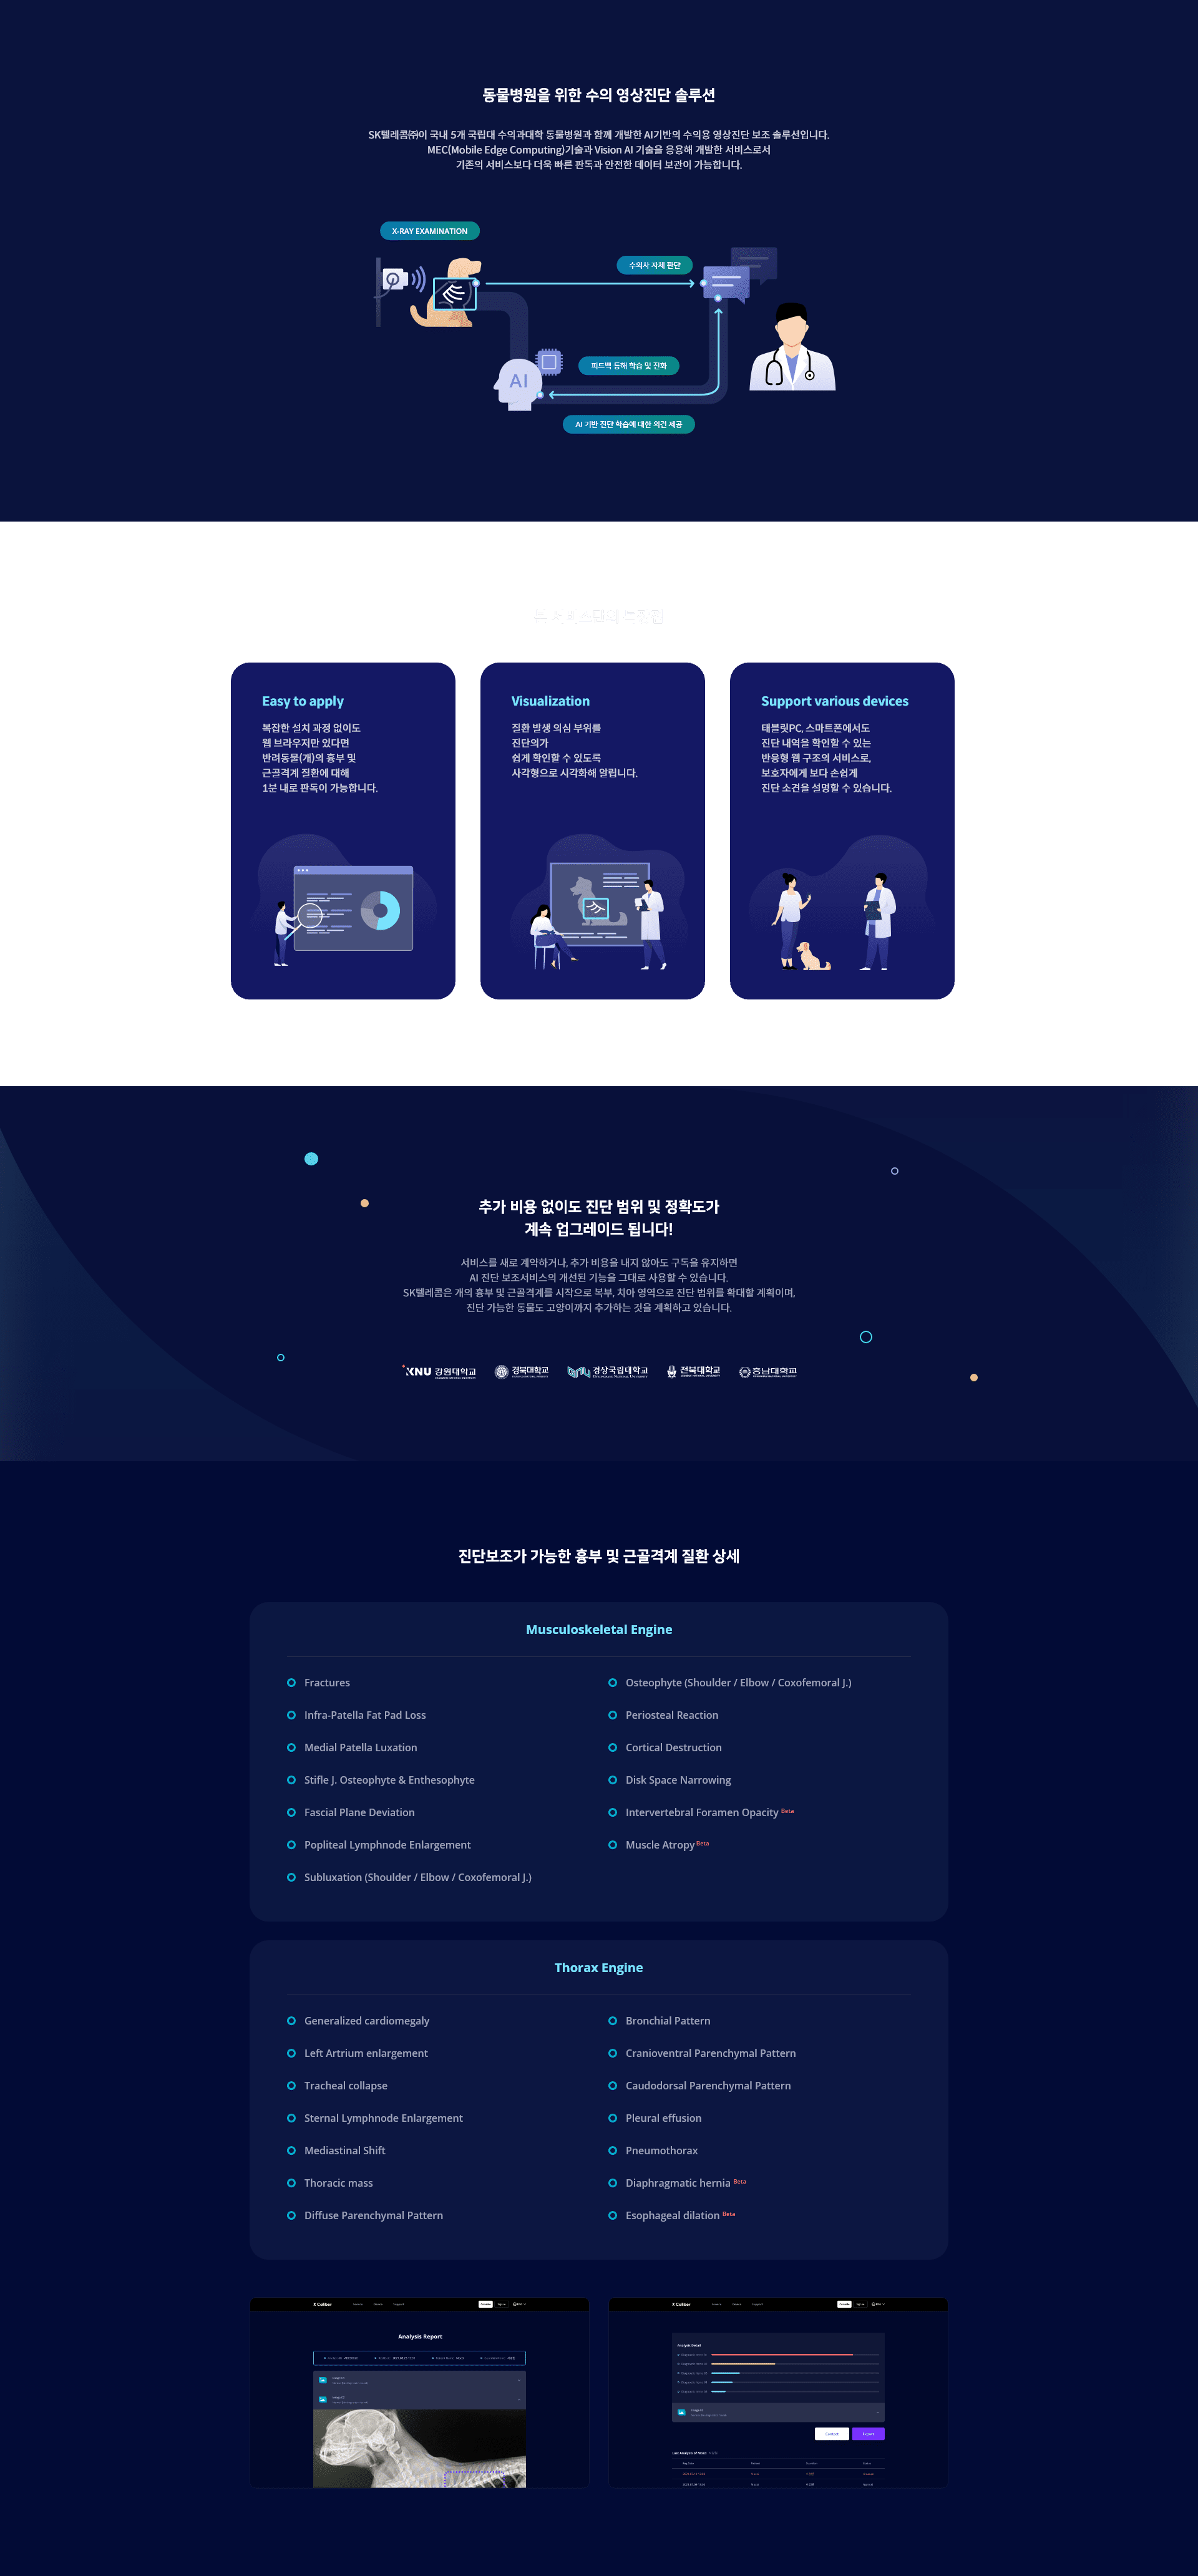 동물병원을 위한 수의 영상진단 솔루션
SK텔레콤㈜이 국내 5개 국립대 수의과대학 동물병원과 함께 개발한 AI기반의 수의용 영상진단 보조 솔루션입니다.
MEC(Mobile Edge Computing)기술과 Vision AI 기술을 응용해 개발한 서비스로서
기존의 서비스보다 더욱 빠른 판독과 안전한 데이터 보관이 가능합니다.
X-RAY EXAMINATION
수의사 자체 판단
피드백 통해 학습 및 진화
AI
AI 기반 진단 학습에 대한 의견 제공
Easy to apply
복잡한 설치 과정 없이도
웹 브라우저만 있다면
반려동물(개)의 흉부 및
근골격계 질환에 대해
1분 내로 판독이 가능합니다.
Visualization
질환 발생 의심 부위를
진단의가
쉽게 확인할 수 있도록
사각형으로 시각화해 알립니다.
Support various devices
태블릿PC, 스마트폰에서도
진단 내역을 확인할 수 있는
반응형 웹 구조의 서비스로,
보호자에게 보다 손쉽게
진단 소견을 설명할 수 있습니다.
추가 비용 없이도 진단 범위 및 정확도가
계속 업그레이드 됩니다!
서비스를 새로 계약하거나, 추가 비용을 내지 않아도 구독을 유지하면
AI 진단 보조서비스의 개선된 기능을 그대로 사용할 수 있습니다.
SK텔레콤은 개의 흉부 및 근골격계를 시작으로 복부, 치아 영역으로 진단 범위를 확대할 계획이며,
진단 가능한 동물도 고양이까지 추가하는 것을 계획하고 있습니다.
KNU 강원대학교
경북대학교
경상국립대학교
전북대학교
충남대학교
진단보조가 가능한 흉부 및 근골격계 질환 상세
Musculoskeletal Engine
Fractures
Infra-Patella Fat Pad Loss
Medial Patella Luxation
Stifle J. Osteophyte & Enthesophyte
Fascial Plane Deviation
Popliteal Lymphnode Enlargement
Subluxation (Shoulder / Elbow / Coxofemoral J.)
Osteophyte (Shoulder / Elbow / Coxofemoral J.)
Periosteal Reaction
Cortical Destruction
Disk Space Narrowing
Intervertebral Foramen Opacity Beta
Muscle Atropy Beta
Thorax Engine
Generalized cardiomegaly
Left Artrium enlargement
Tracheal collapse
Sternal Lymphnode Enlargement
Mediastinal Shift
Thoracic mass
Diffuse Parenchymal Pattern
Bronchial Pattern
Cranioventral Parenchymal Pattern
Caudodorsal Parenchymal Pattern
Pleural effusion
Pneumothorax
Diaphragmatic hernia Beta
Esophageal dilation Beta
X Caliber
Analysis Report
X Caliber
Analysis Detail